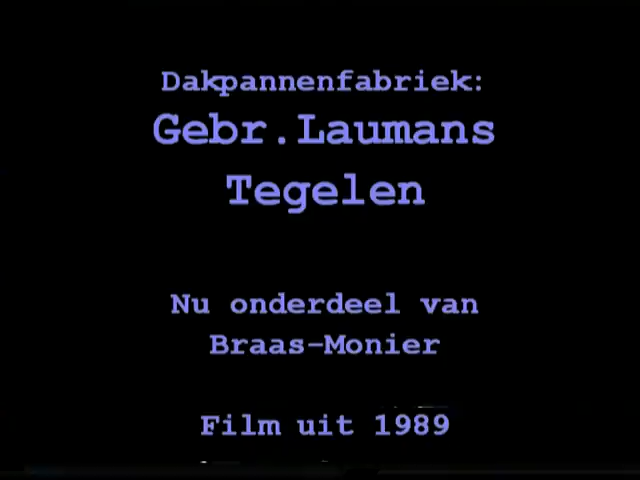 Dakpannenfabriek:
Gebr.Laumans
Tegelen
Nu onderdeel van
Braas-Monier
Film uit 1989